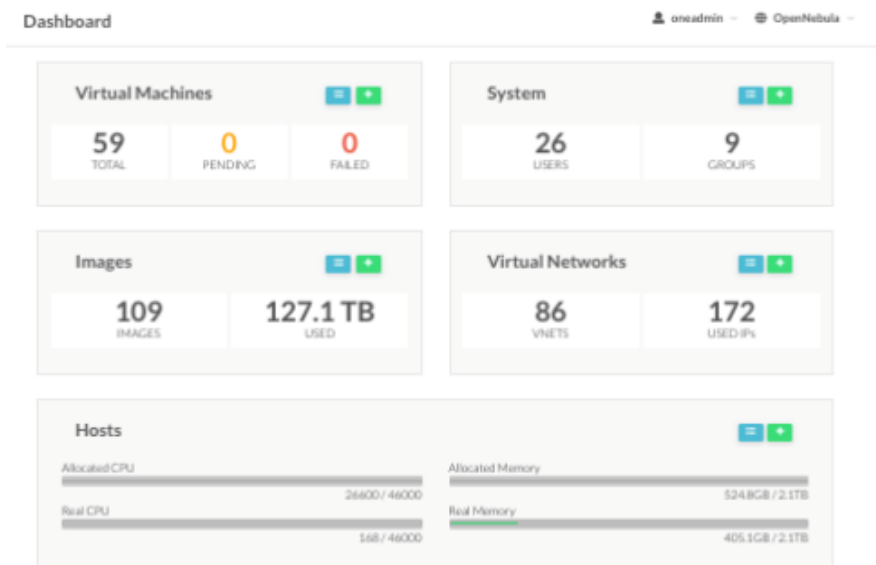 Dashboard
oneadmin
OpenNebula
Virtual Machines
59
TOTAL
0
PENDING
0
FAILED
System
26
USERS
9
GROUPS
Images
109
IMAGES
127.1 TB
USED
Virtual Networks
86
VNETS
172
USED IPs
Hosts
Allocated CPU
26600 / 46000
Real CPU
168 / 46000
Allocated Memory
524.8GB / 2.1TB
Real Memory
405.1GB / 2.1TB